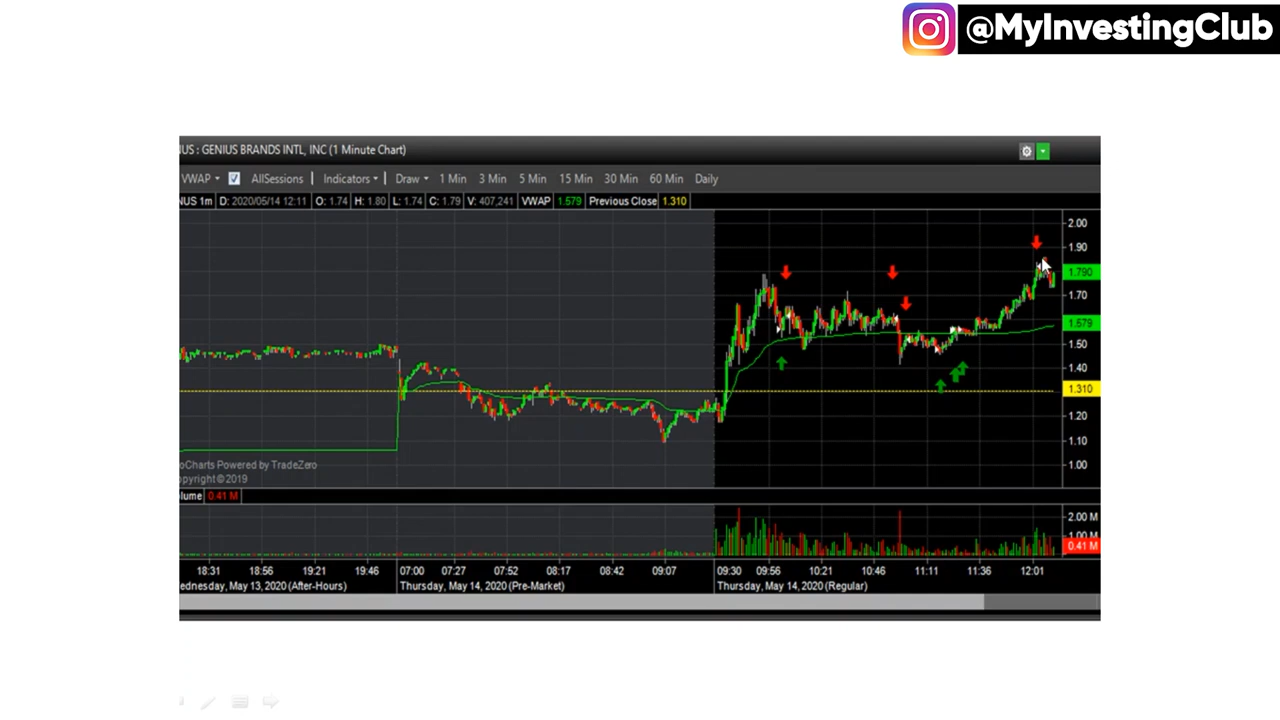 @MyInvestingClub
US : GENIUS BRANDS INTL, INC (1 Minute Chart)
VWAP AllSessions | Indicators | Draw 1 Min 3 Min 5 Min 15 Min 30 Min 60 Min Daily
NUS 1m D: 2020/05/14 12:11 O: 1.74 H: 1.80 L: 1.74 C: 1.79 V: 407,241 VWAP 1.579 Previous Close 1.310
2.00
1.90
1.790
1.70
1.579
1.50
1.40
1.310
1.20
1.10
1.00
oCharts Powered by TradeZero
opyright©2019
lume 0.41 M
2.00 M
1.00 M
0.41 M
18:31 18:56 19:21 19:46 07:00 07:27 07:52 08:17 08:42 09:07 09:30 09:56 10:21 10:46 11:11 11:36 12:01
ednesday, May 13, 2020 (After-Hours) Thursday, May 14, 2020 (Pre-Market) Thursday, May 14, 2020 (Regular)